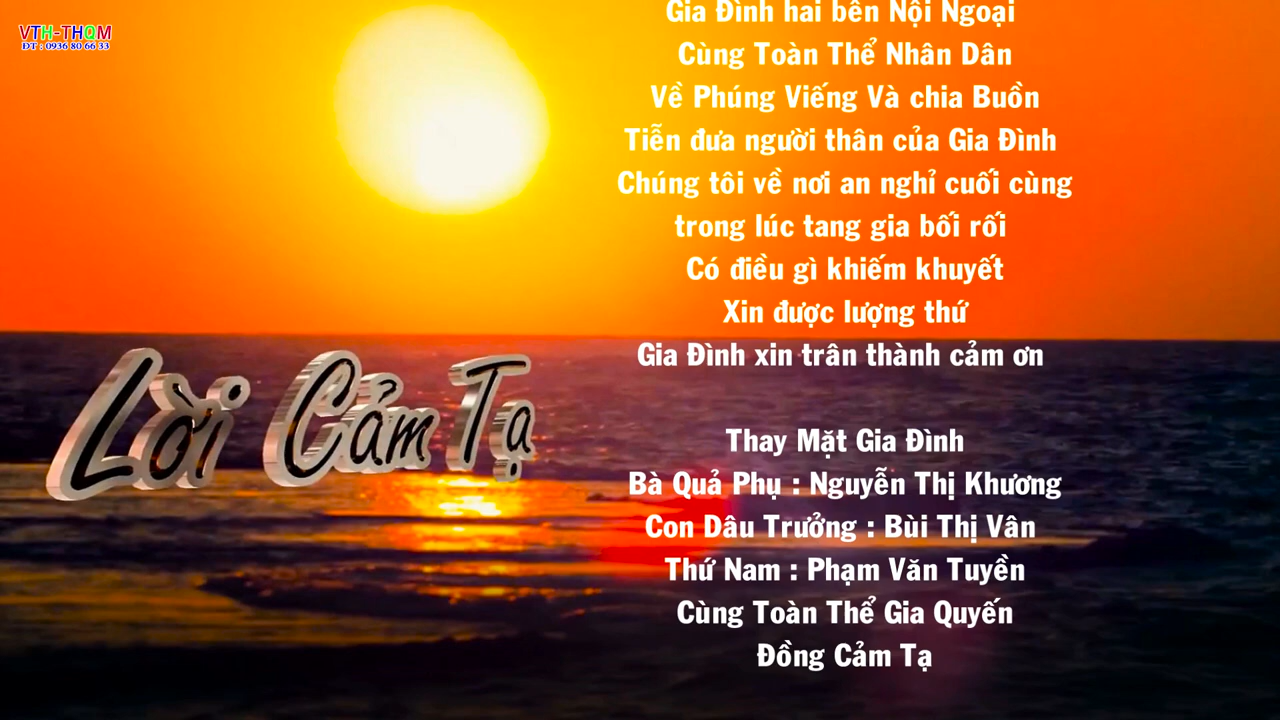 VTH-THQM
ĐT : 0936 80 66 33
Gia Đình hai bên Nội Ngoại
Cùng Toàn Thể Nhân Dân
Về Phúng Viếng Và chia Buồn
Tiễn đưa người thân của Gia Đình
Chúng tôi về nơi an nghỉ cuối cùng
trong lúc tang gia bối rối
Có điều gì khiếm khuyết
Xin được lượng thứ
Gia Đình xin trân thành cảm ơn
Lời Cảm Tạ
Thay Mặt Gia Đình
Bà Quả Phụ : Nguyễn Thị Khương
Con Dâu Trưởng : Bùi Thị Vân
Thứ Nam : Phạm Văn Tuyền
Cùng Toàn Thể Gia Quyến
Đồng Cảm Tạ